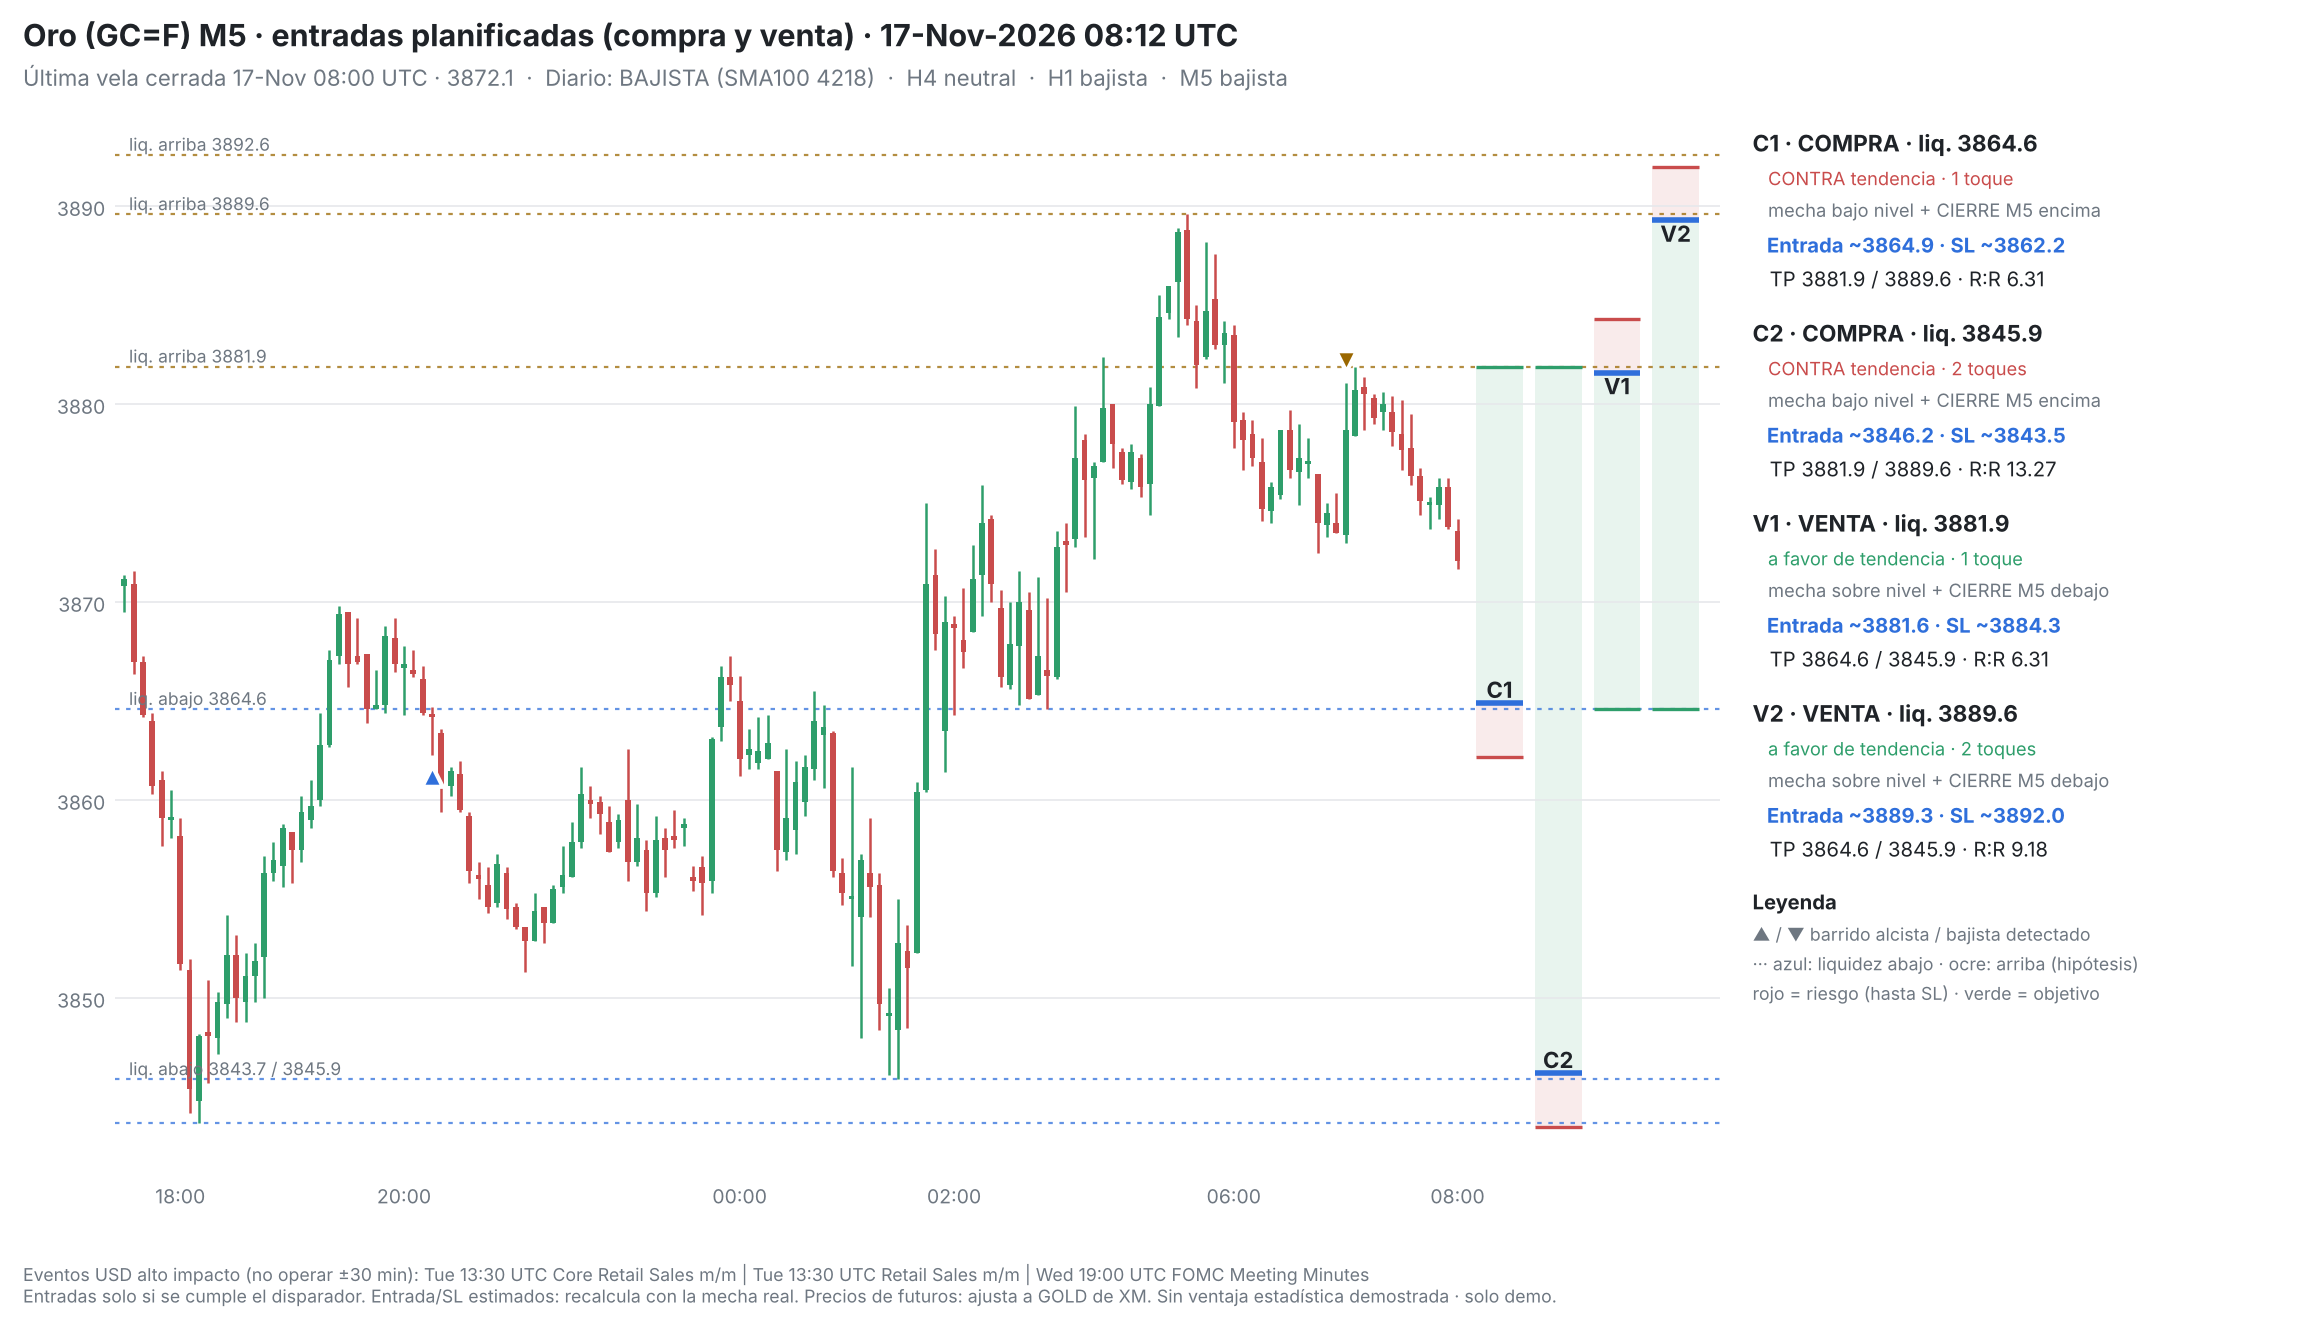 Oro (GC=F) M5 · entradas planificadas (compra y venta) · 17-Nov-2026 08:12 UTC
Última vela cerrada 17-Nov 08:00 UTC · 3872.1 · Diario: BAJISTA (SMA100 4218) · H4 neutral · H1 bajista · M5 bajista
liq. arriba 3892.6
liq. arriba 3889.6
liq. arriba 3881.9
liq. abajo 3864.6
liq. abajo 3843.7 / 3845.9
3890
3880
3870
3860
3850
18:00
20:00
00:00
02:00
06:00
08:00
C1
C2
V1
V2
C1 · COMPRA · liq. 3864.6
CONTRA tendencia · 1 toque
mecha bajo nivel + CIERRE M5 encima
Entrada ~3864.9 · SL ~3862.2
TP 3881.9 / 3889.6 · R:R 6.31
C2 · COMPRA · liq. 3845.9
CONTRA tendencia · 2 toques
mecha bajo nivel + CIERRE M5 encima
Entrada ~3846.2 · SL ~3843.5
TP 3881.9 / 3889.6 · R:R 13.27
V1 · VENTA · liq. 3881.9
a favor de tendencia · 1 toque
mecha sobre nivel + CIERRE M5 debajo
Entrada ~3881.6 · SL ~3884.3
TP 3864.6 / 3845.9 · R:R 6.31
V2 · VENTA · liq. 3889.6
a favor de tendencia · 2 toques
mecha sobre nivel + CIERRE M5 debajo
Entrada ~3889.3 · SL ~3892.0
TP 3864.6 / 3845.9 · R:R 9.18
Leyenda
▲ / ▼ barrido alcista / bajista detectado
··· azul: liquidez abajo · ocre: arriba (hipótesis)
rojo = riesgo (hasta SL) · verde = objetivo
Eventos USD alto impacto (no operar ±30 min): Tue 13:30 UTC Core Retail Sales m/m | Tue 13:30 UTC Retail Sales m/m | Wed 19:00 UTC FOMC Meeting Minutes
Entradas solo si se cumple el disparador. Entrada/SL estimados: recalcula con la mecha real. Precios de futuros: ajusta a GOLD de XM. Sin ventaja estadística demostrada · solo demo.